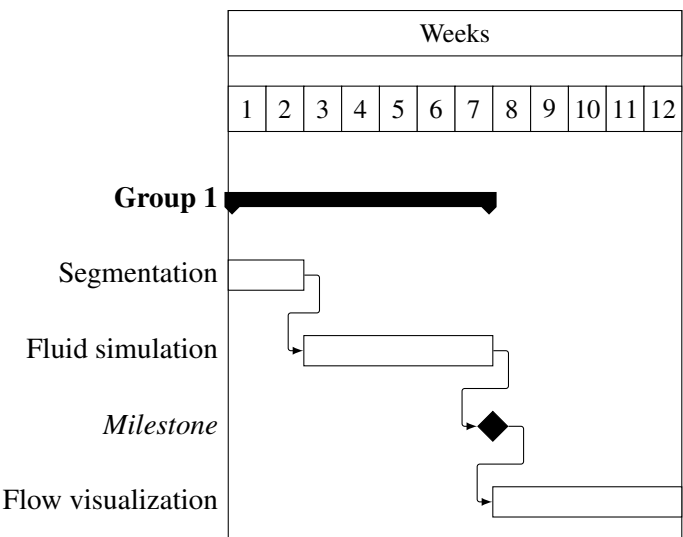 Weeks
1 2 3 4 5 6 7 8 9 10 11 12
Group 1
Segmentation
Fluid simulation
Milestone
Flow visualization